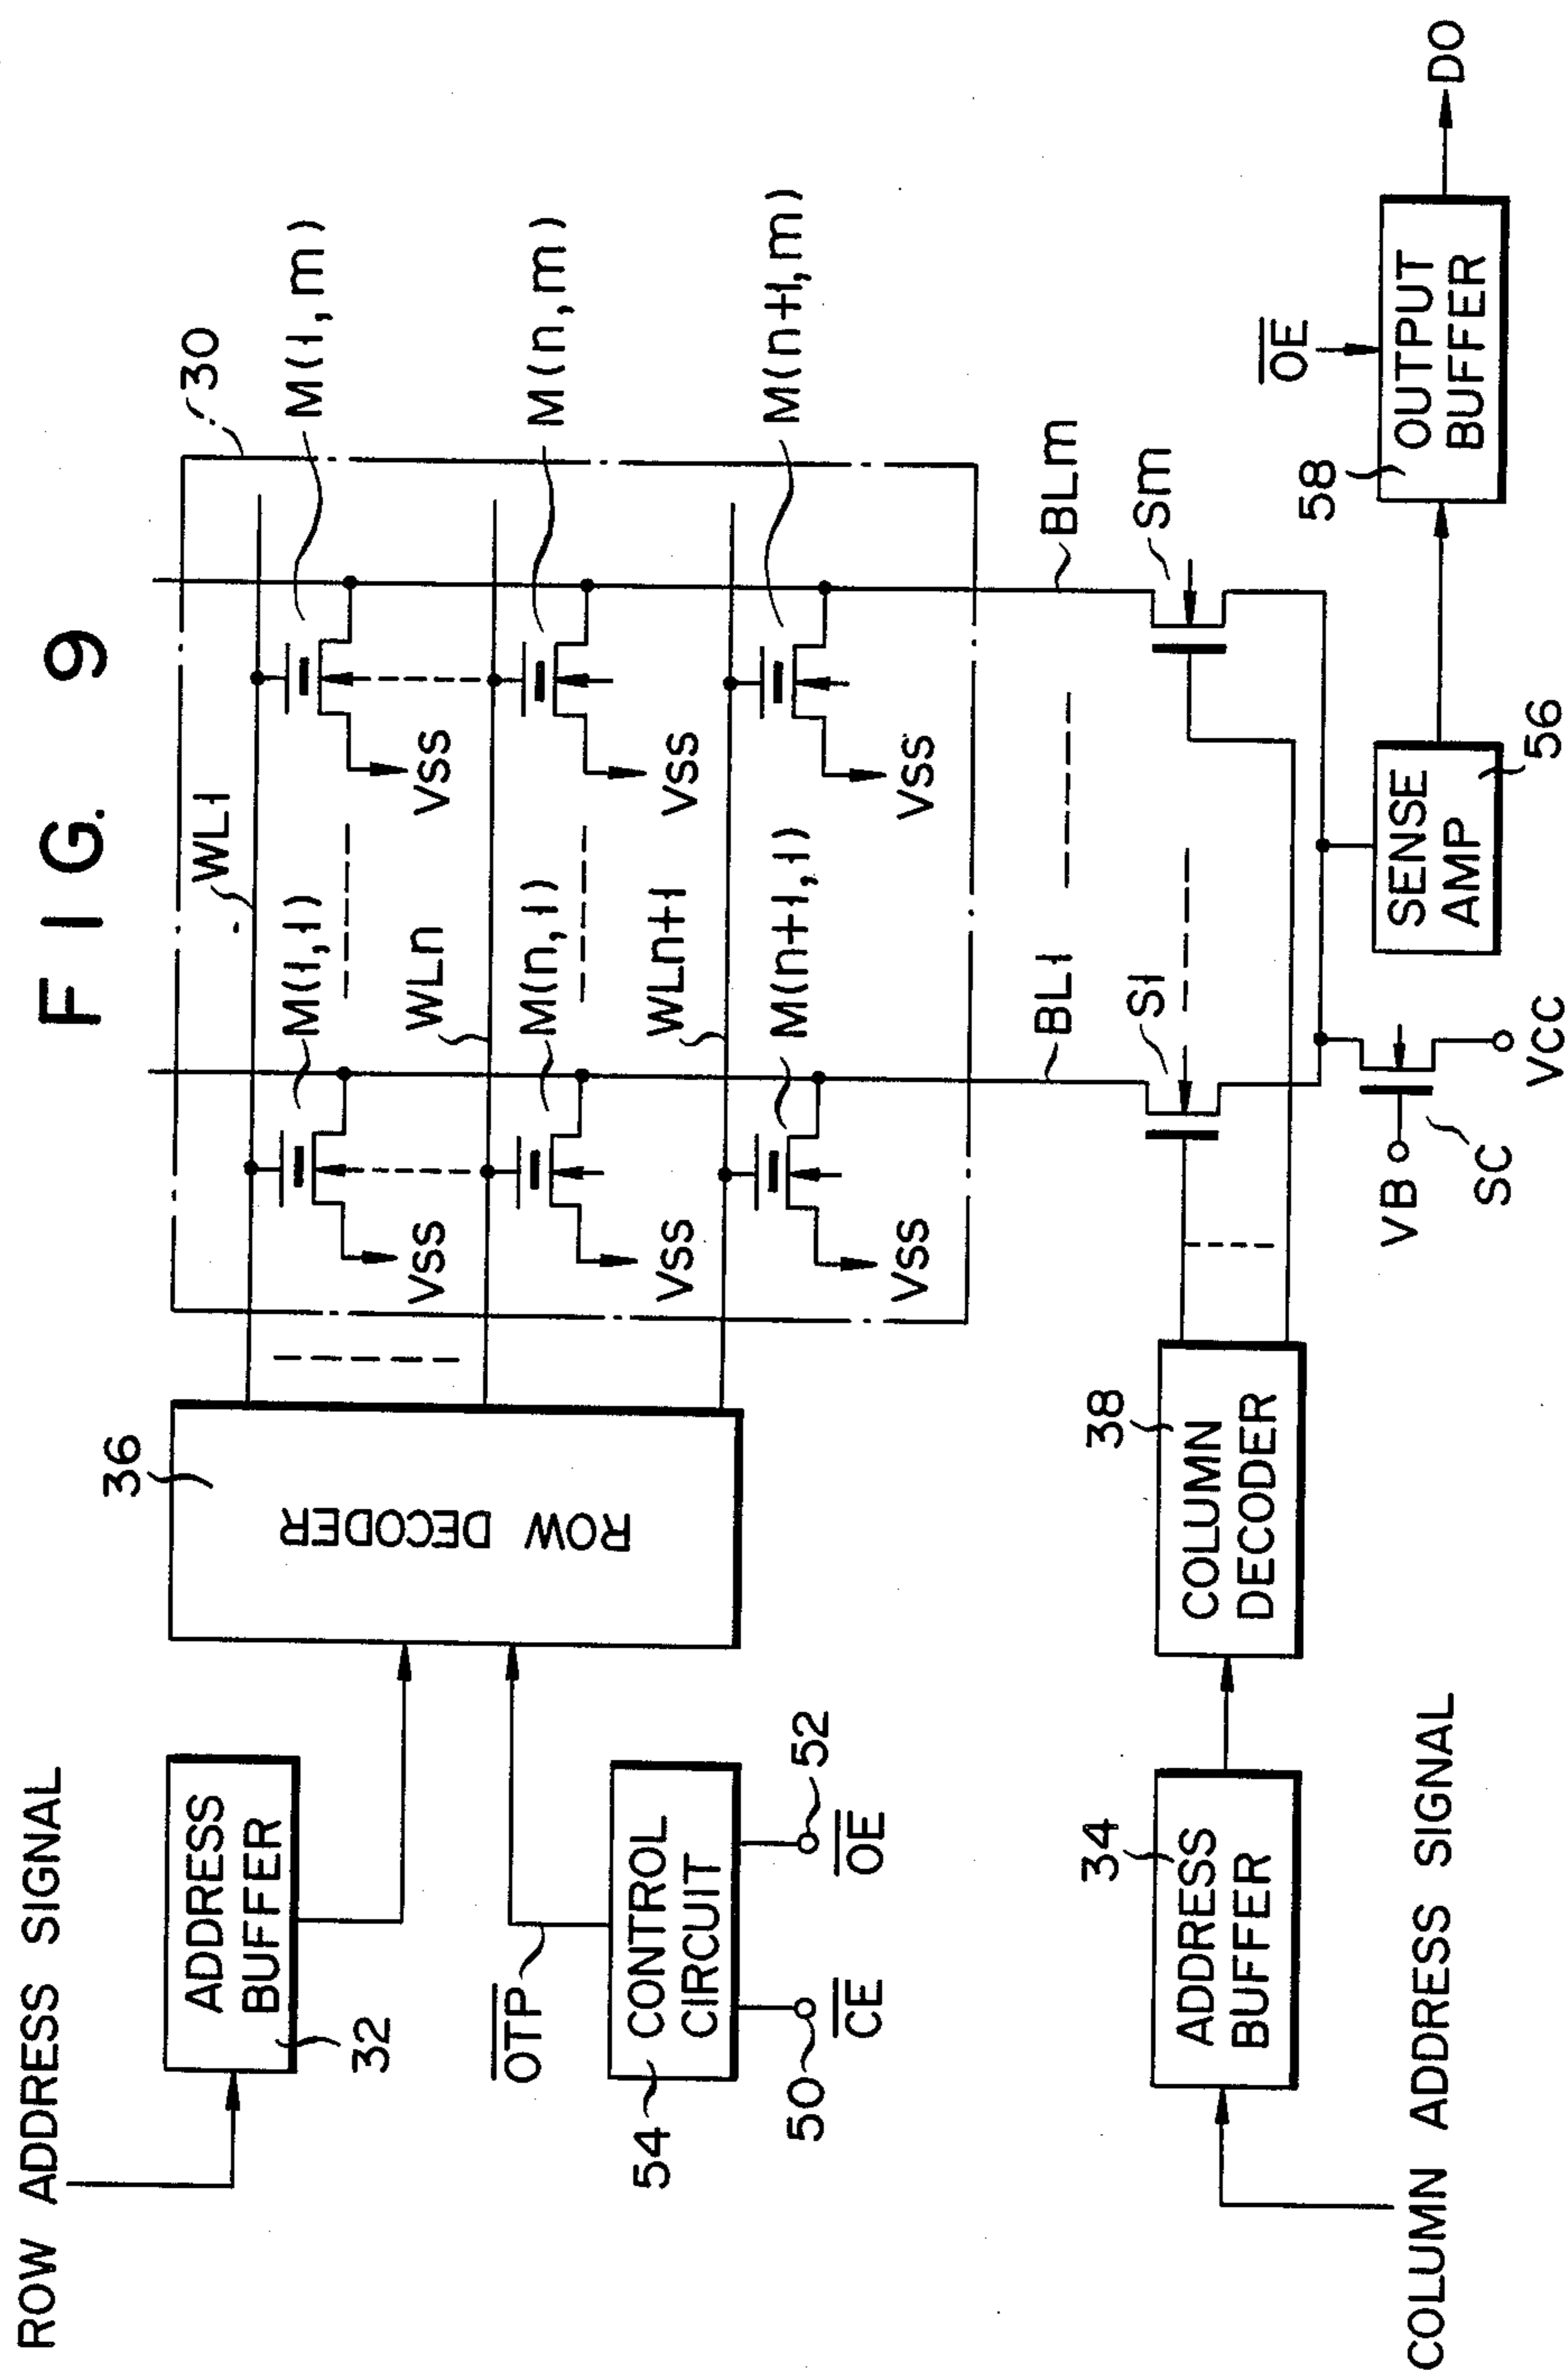 FIG. 9
ROW ADDRESS SIGNAL
ADDRESS
BUFFER
32
36
ROW DECODER
WL1
30
M(1,1)
M(1,m)
VSS
VSS
WLn
M(n,1)
M(n,m)
VSS
VSS
WLn+1
M(n+1,1)
M(n+1,m)
VSS
VSS
OTP
54
CONTROL
CIRCUIT
50
CE
52
OE
BL1
BLm
S1
Sm
34
ADDRESS
BUFFER
38
COLUMN
DECODER
COLUMN ADDRESS SIGNAL
VB
SC
VCC
SENSE
AMP
56
58
OE
OUTPUT
BUFFER
DO